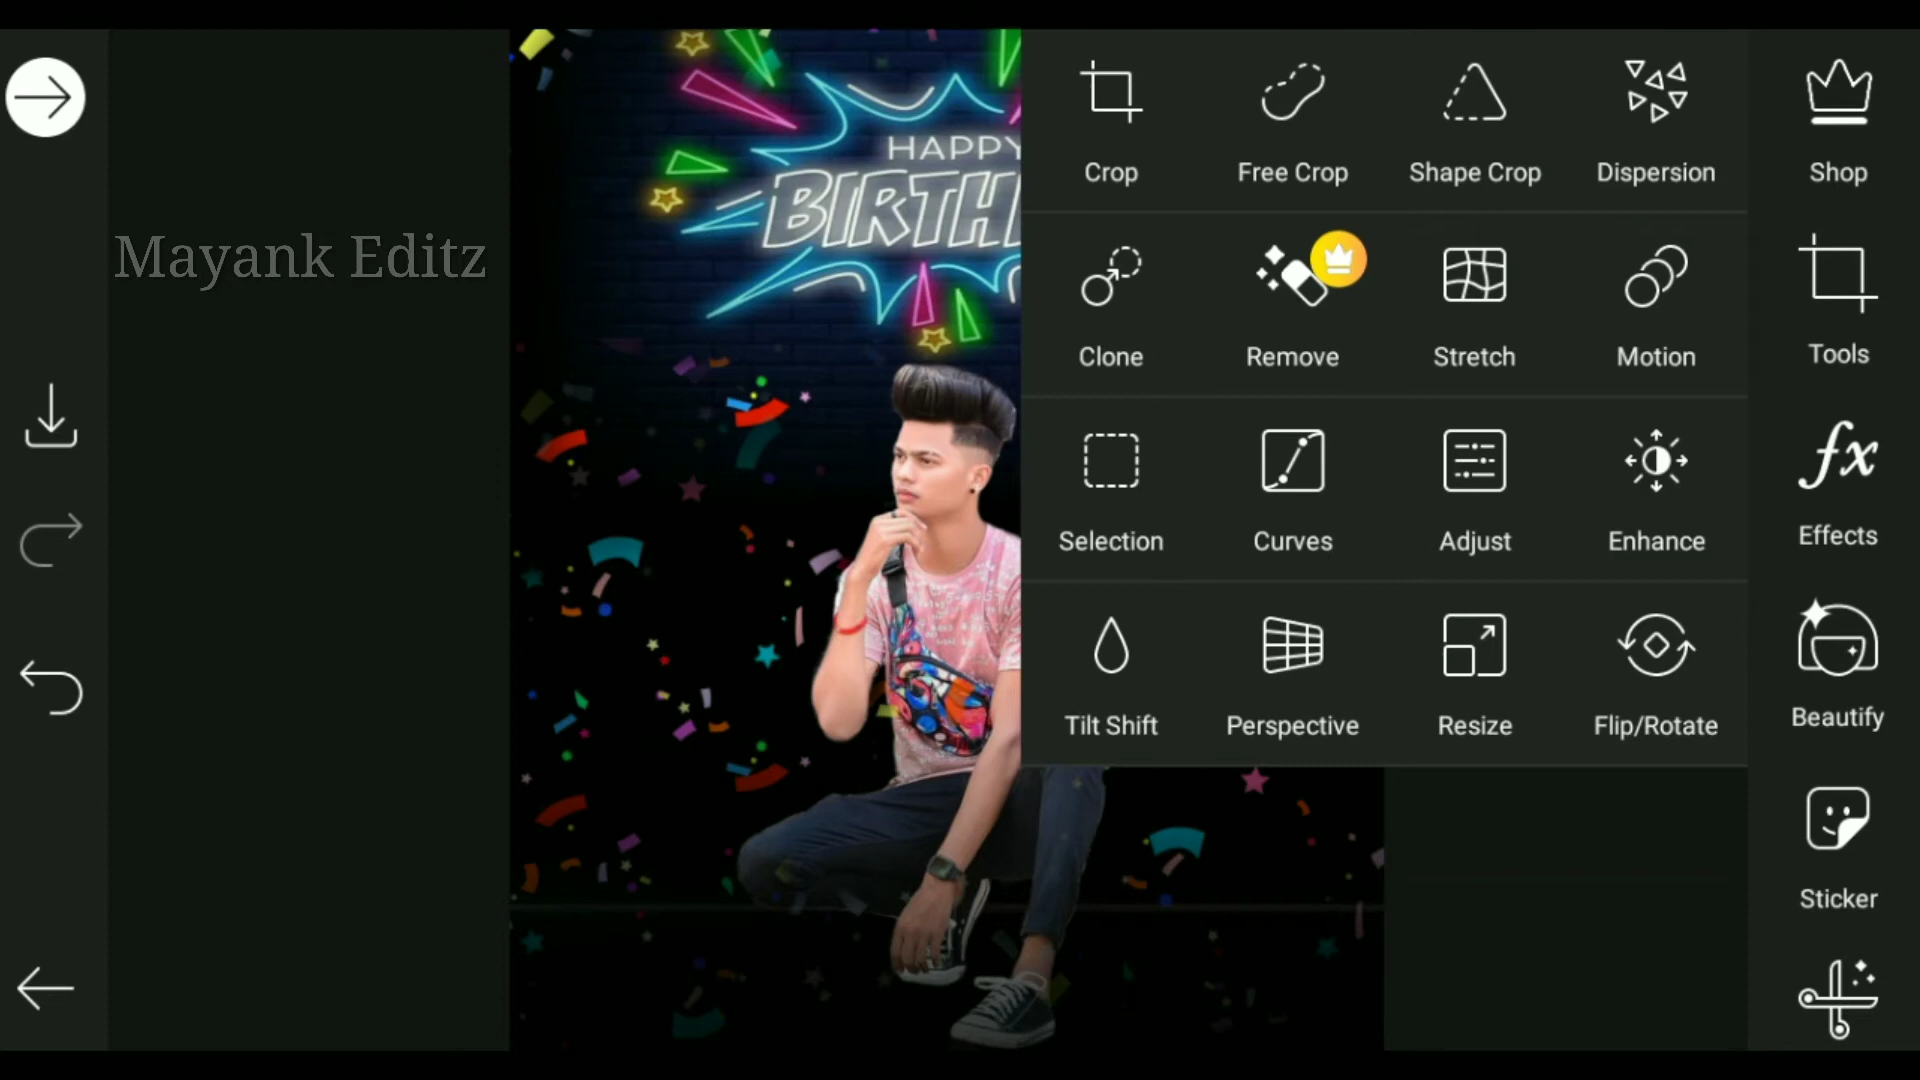 Mayank Editz
HAPPY
BIRTH
Crop
Free Crop
Shape Crop
Dispersion
Shop
Clone
Remove
Stretch
Motion
Tools
Selection
Curves
Adjust
Enhance
fx
Effects
Tilt Shift
Perspective
Resize
Flip/Rotate
Beautify
Sticker